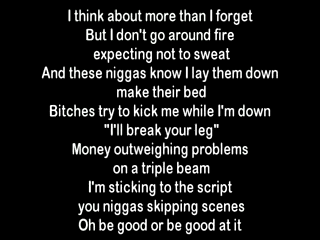 I think about more than I forget
But I don't go around fire
expecting not to sweat
And these niggas know I lay them down
make their bed
Bitches try to kick me while I'm down
"I'll break your leg"
Money outweighing problems
on a triple beam
I'm sticking to the script
you niggas skipping scenes
Oh be good or be good at it